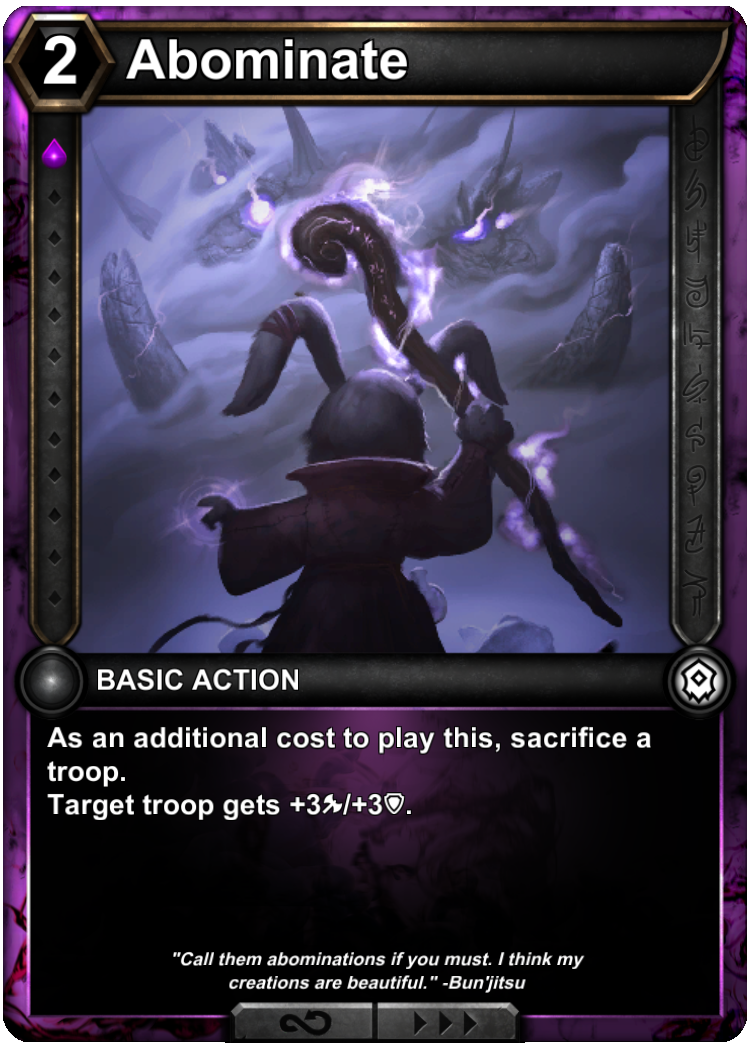 2 Abominate
BASIC ACTION
As an additional cost to play this, sacrifice a
troop.
Target troop gets +3/+3.
"Call them abominations if you must. I think my
creations are beautiful." -Bun'jitsu